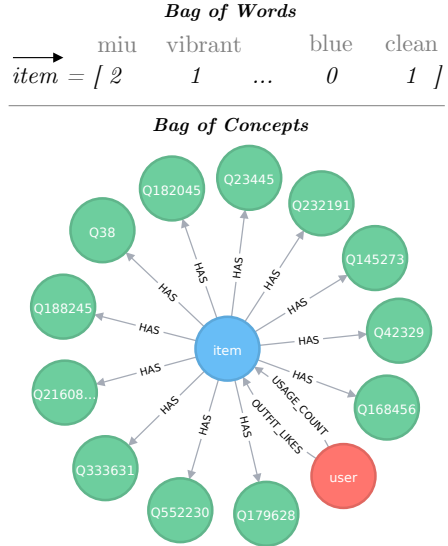 Bag of Words
miu vibrant blue clean
item = [ 2 1 ... 0 1 ]
Bag of Concepts
Q23445
Q182045
Q232191
Q38
Q145273
HAS
HAS
HAS
HAS
HAS
Q188245
HAS
HAS
Q42329
item
HAS
HAS
Q21608...
Q168456
HAS
HAS
HAS
USAGE_COUNT
OUTFIT_LIKES
Q333631
user
Q552230
Q179628